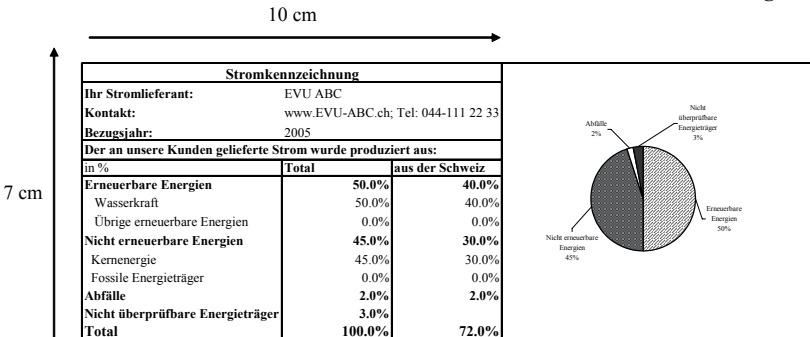 10 cm
7 cm
Stromkennzeichnung
Ihr Stromlieferant: EVU ABC
Kontakt: www.EVU-ABC.ch; Tel: 044-111 22 33
Bezugsjahr: 2005
Der an unsere Kunden gelieferte Strom wurde produziert aus:
in % Total aus der Schweiz
Erneuerbare Energien 50.0% 40.0%
Wasserkraft 50.0% 40.0%
Übrige erneuerbare Energien 0.0% 0.0%
Nicht erneuerbare Energien 45.0% 30.0%
Kernenergie 45.0% 30.0%
Fossile Energieträger 0.0% 0.0%
Abfälle 2.0% 2.0%
Nicht überprüfbare Energieträger 3.0%
Total 100.0% 72.0%
Abfälle
2%
Nicht
überprüfbare
Energieträger
3%
Erneuerbare
Energien
50%
Nicht erneuerbare
Energien
45%